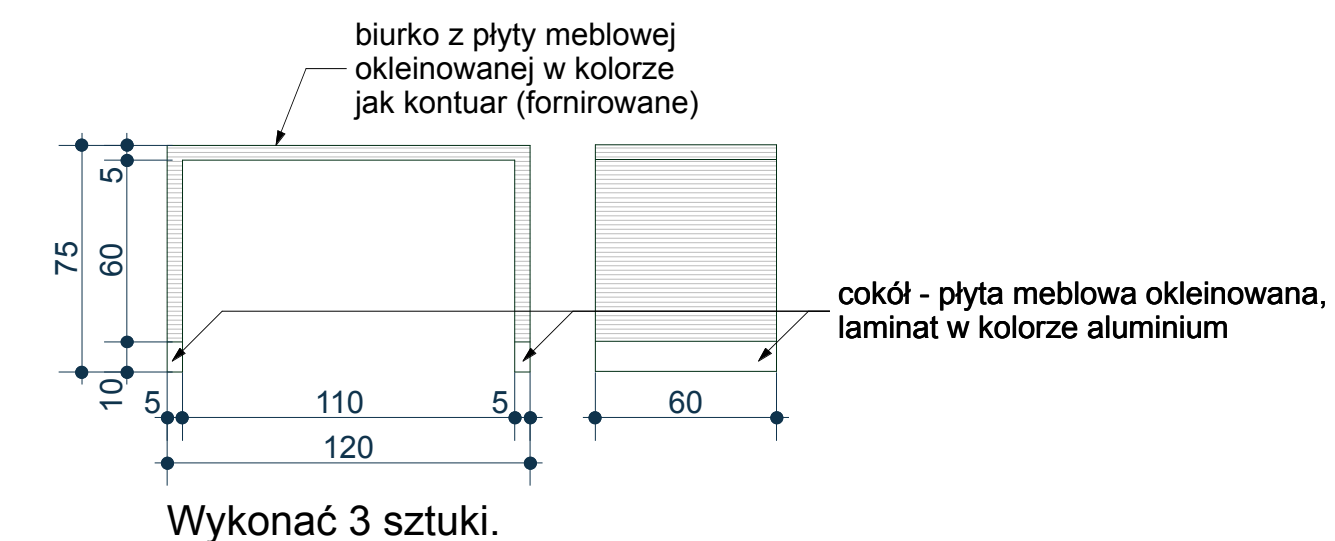 biurko z płyty meblowej
okleinowanej w kolorze
jak kontuar (fornirowane)
75
5
60
10
cokół - płyta meblowa okleinowana,
laminat w kolorze aluminium
5 110 5 60
120
Wykonać 3 sztuki.